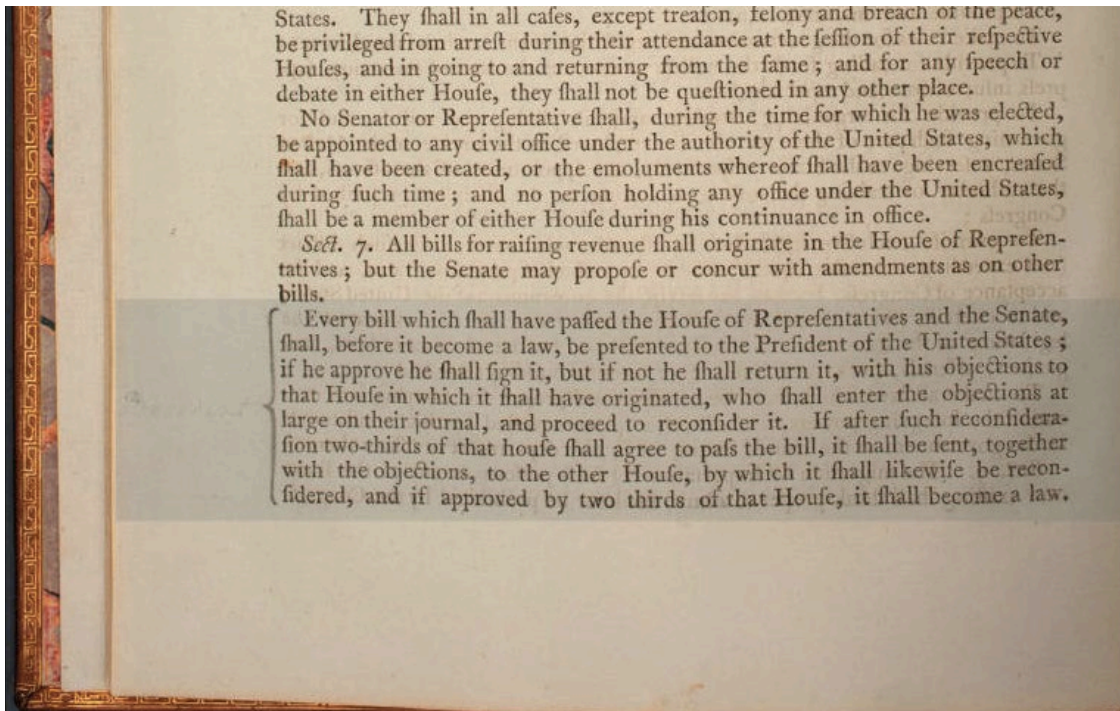 States. They ſhall in all caſes, except treaſon, felony and breach of the peace,
be privileged from arreſt during their attendance at the ſeſſion of their reſpective
Houſes, and in going to and returning from the ſame ; and for any ſpeech or
debate in either Houſe, they ſhall not be queſtioned in any other place.
No Senator or Repreſentative ſhall, during the time for which he was elected,
be appointed to any civil office under the authority of the United States, which
ſhall have been created, or the emoluments whereof ſhall have been encreaſed
during ſuch time ; and no perſon holding any office under the United States,
ſhall be a member of either Houſe during his continuance in office.
Sect. 7. All bills for raiſing revenue ſhall originate in the Houſe of Repreſen-
tatives ; but the Senate may propoſe or concur with amendments as on other
bills.
Every bill which ſhall have paſſed the Houſe of Repreſentatives and the Senate,
ſhall, before it become a law, be preſented to the Preſident of the United States ;
if he approve he ſhall ſign it, but if not he ſhall return it, with his objections to
that Houſe in which it ſhall have originated, who ſhall enter the objections at
large on their journal, and proceed to reconſider it. If after ſuch reconſidera-
ſion two-thirds of that houſe ſhall agree to paſs the bill, it ſhall be ſent, together
with the objections, to the other Houſe, by which it ſhall likewiſe be recon-
ſidered, and if approved by two thirds of that Houſe, it ſhall become a law.